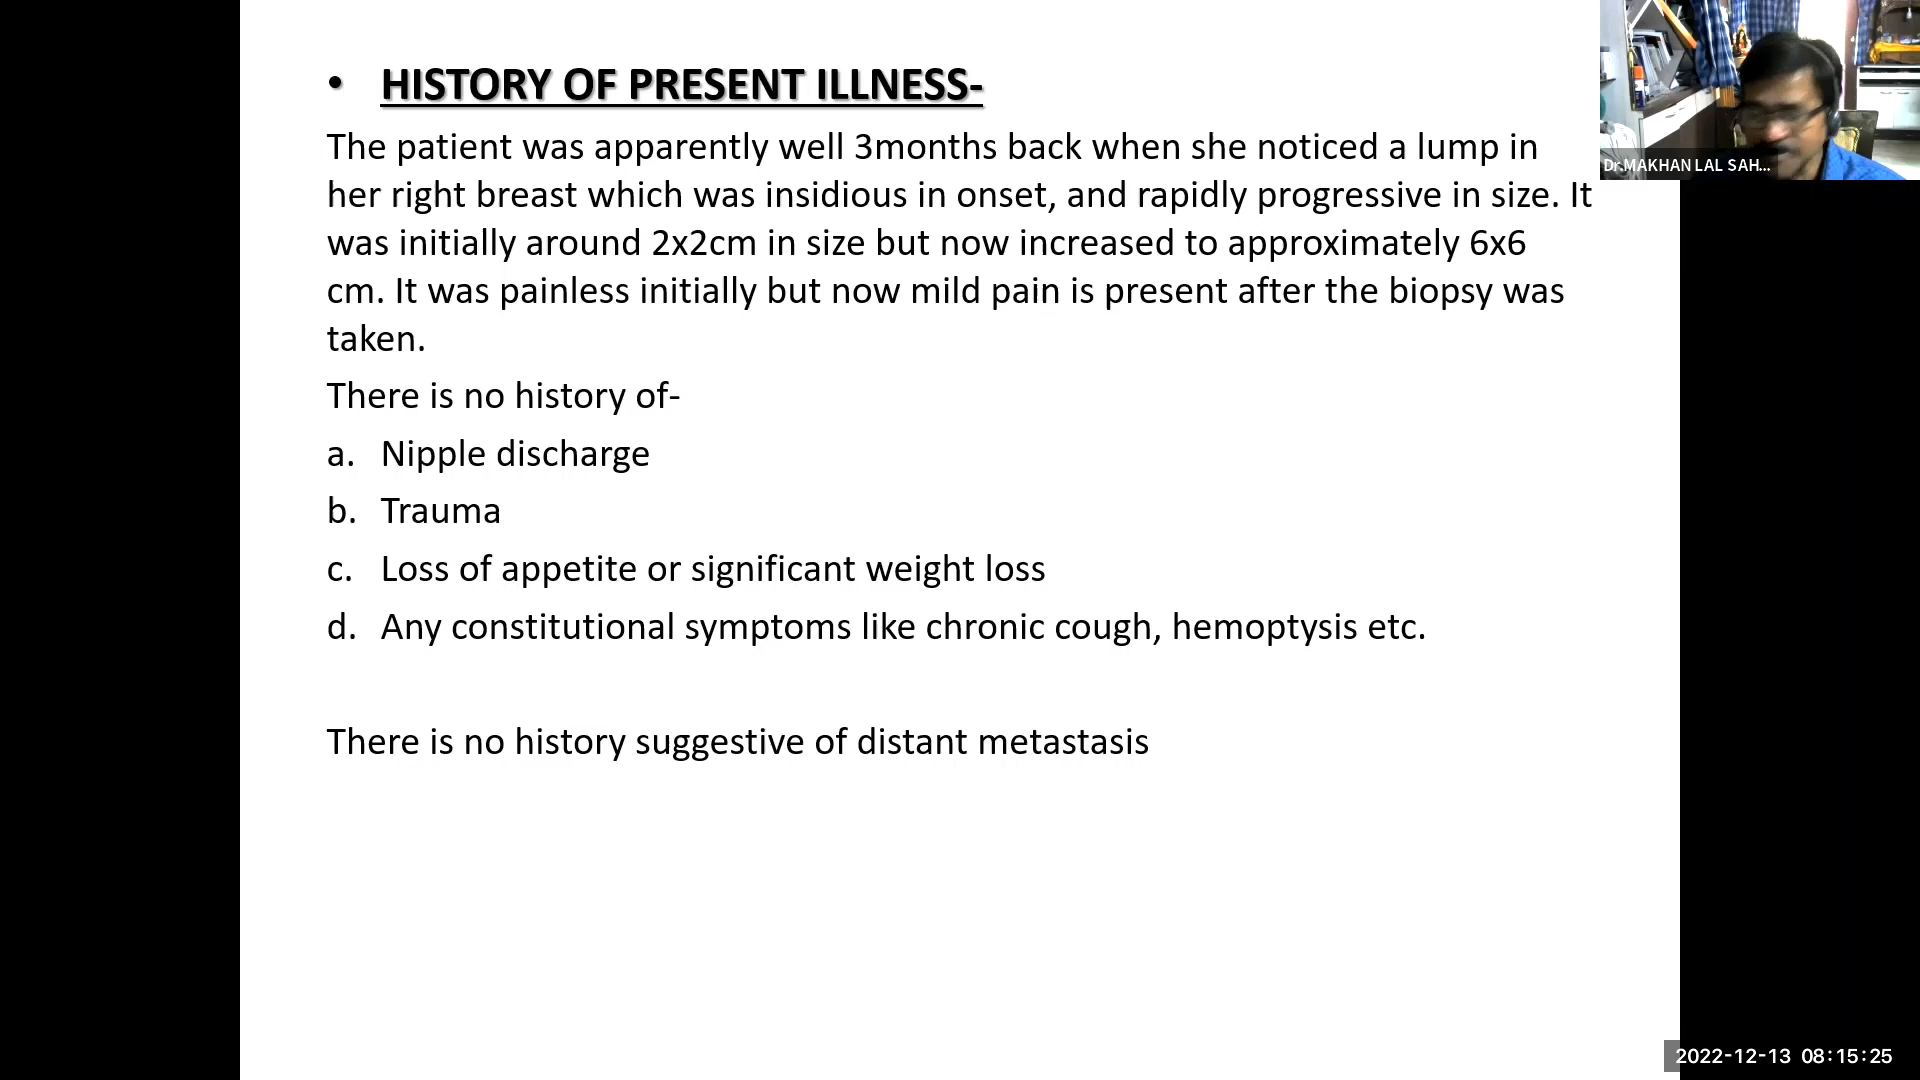 • HISTORY OF PRESENT ILLNESS-
The patient was apparently well 3months back when she noticed a lump in
her right breast which was insidious in onset, and rapidly progressive in size. It
was initially around 2x2cm in size but now increased to approximately 6x6
cm. It was painless initially but now mild pain is present after the biopsy was
taken.
There is no history of-
a. Nipple discharge
b. Trauma
c. Loss of appetite or significant weight loss
d. Any constitutional symptoms like chronic cough, hemoptysis etc.
There is no history suggestive of distant metastasis
Dr.MAKHAN LAL SAH...
2022-12-13 08:15:25